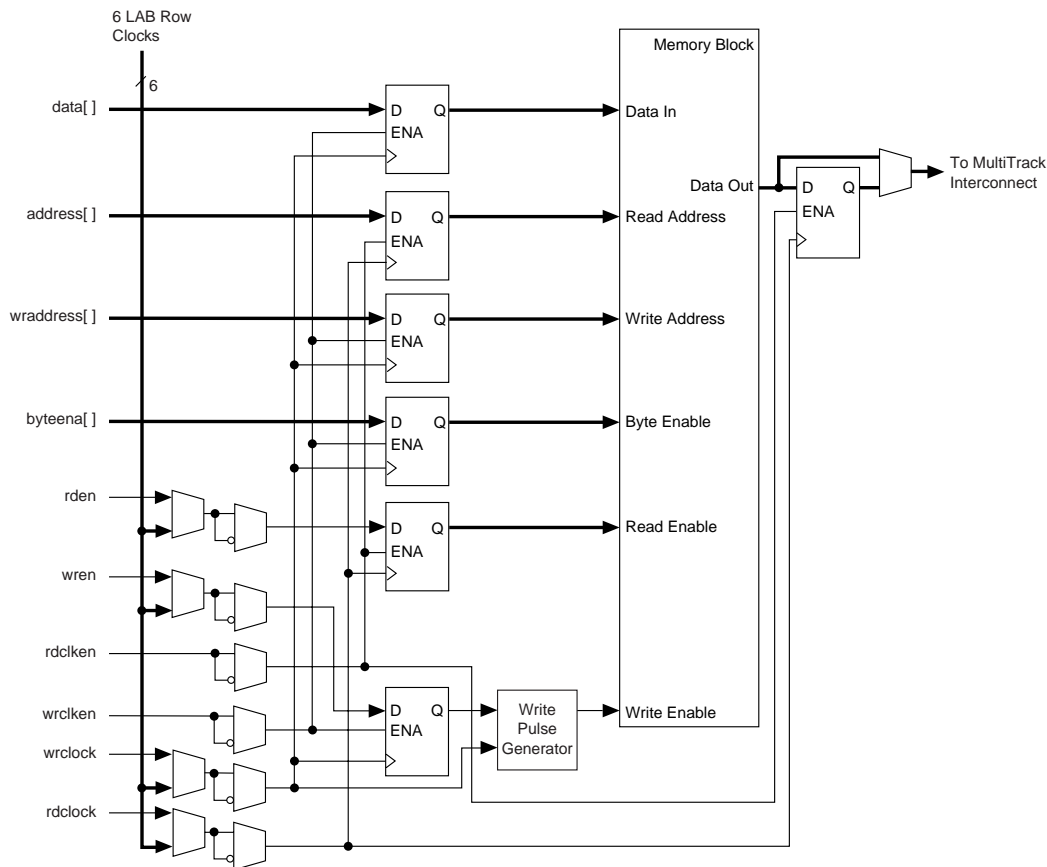 6 LAB Row
Clocks
6
Memory Block
data[ ]
D Q
ENA
Data In
To MultiTrack
Interconnect
Data Out
D Q
ENA
address[ ]
D Q
ENA
Read Address
wraddress[ ]
D Q
ENA
Write Address
byteena[ ]
D Q
ENA
Byte Enable
rden
D Q
ENA
Read Enable
wren
rdclken
wrclken
D Q
ENA
Write
Pulse
Generator
Write Enable
wrclock
rdclock